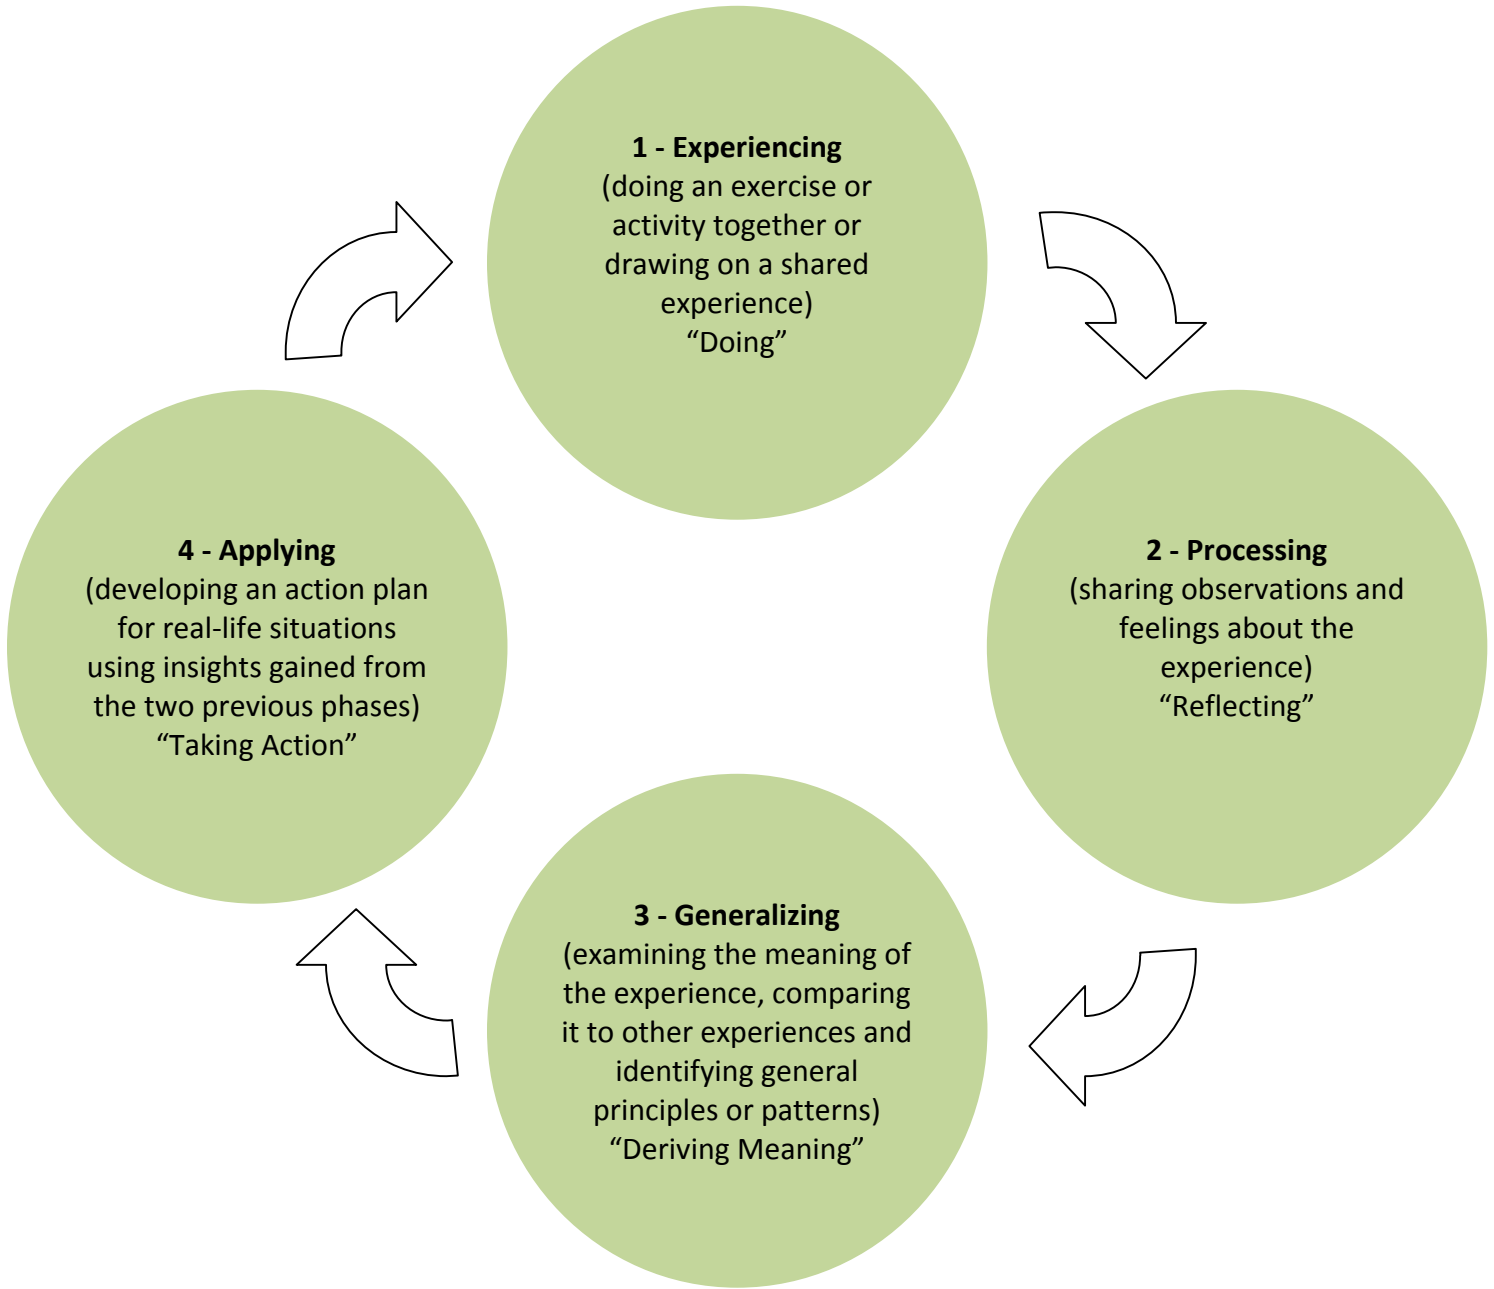 1 - Experiencing
(doing an exercise or
activity together or
drawing on a shared
experience)
“Doing”
2 - Processing
(sharing observations and
feelings about the
experience)
“Reflecting”
3 - Generalizing
(examining the meaning of
the experience, comparing
it to other experiences and
identifying general
principles or patterns)
“Deriving Meaning”
4 - Applying
(developing an action plan
for real-life situations
using insights gained from
the two previous phases)
“Taking Action”